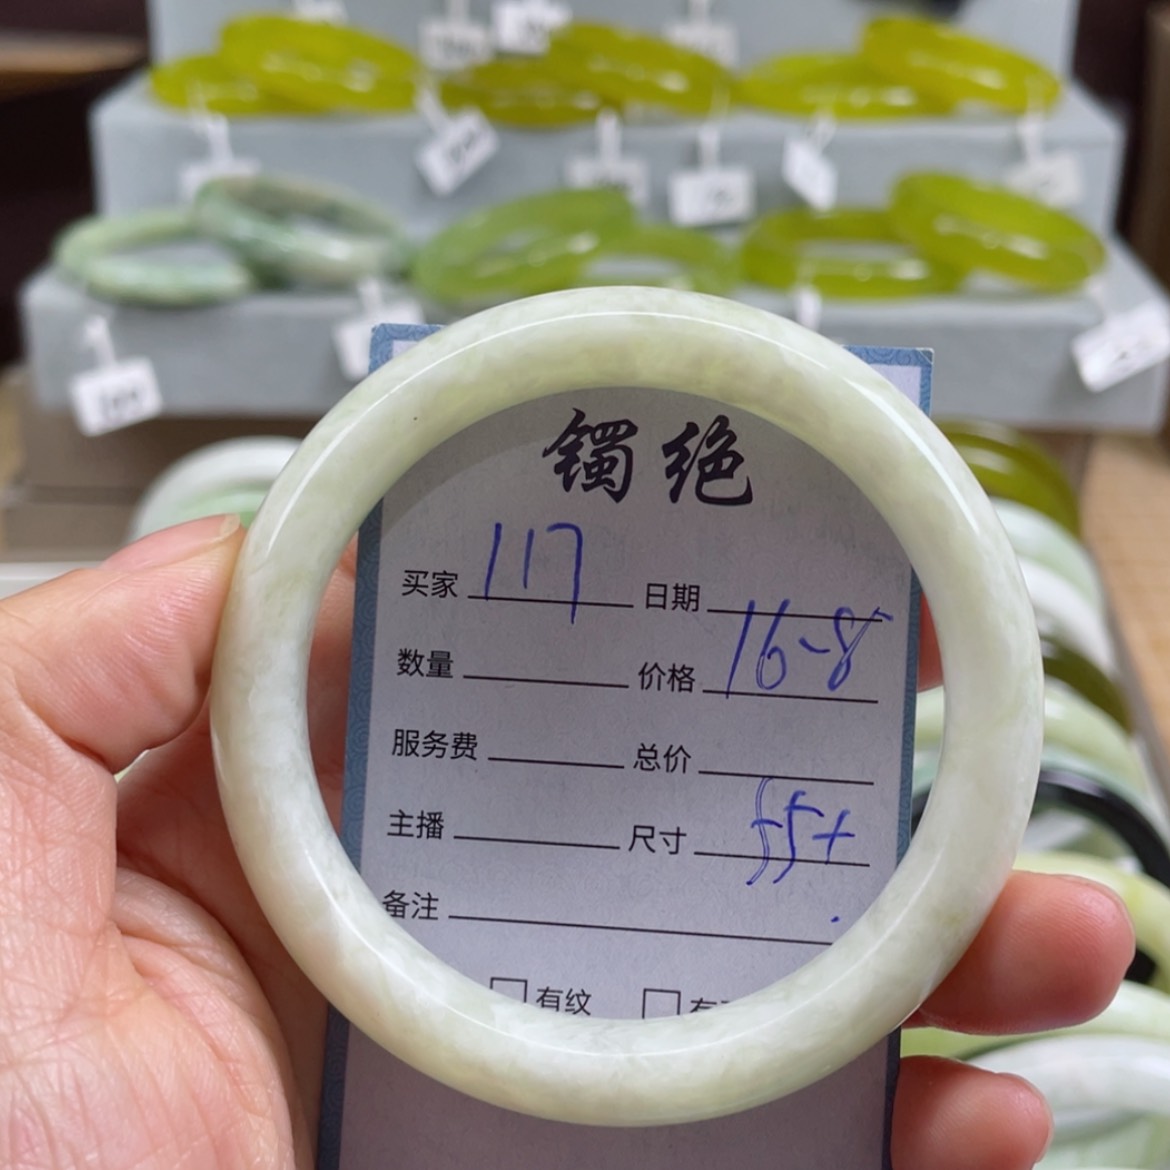 镯绝
买家 117 日期
数量 价格 16-8
服务费 总价
主播 尺寸 55+
备注
有纹